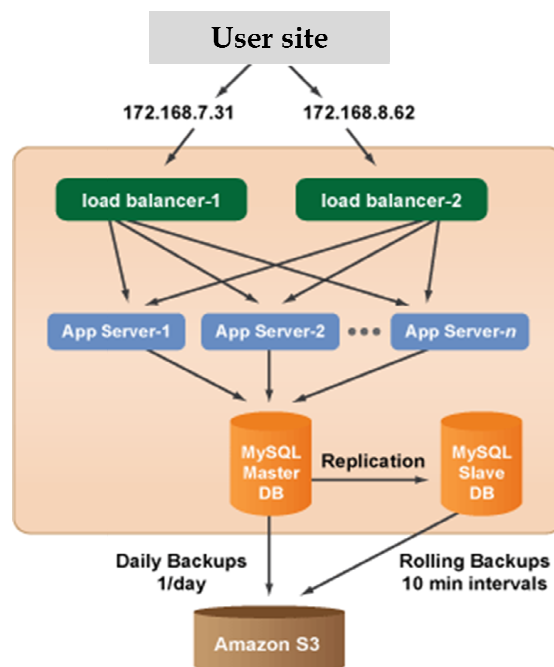 User site
172.168.7.31
172.168.8.62
load balancer-1
load balancer-2
App Server-1
App Server-2
App Server-n
MySQL
Master
DB
Replication
MySQL
Slave
DB
Daily Backups
1/day
Rolling Backups
10 min intervals
Amazon S3